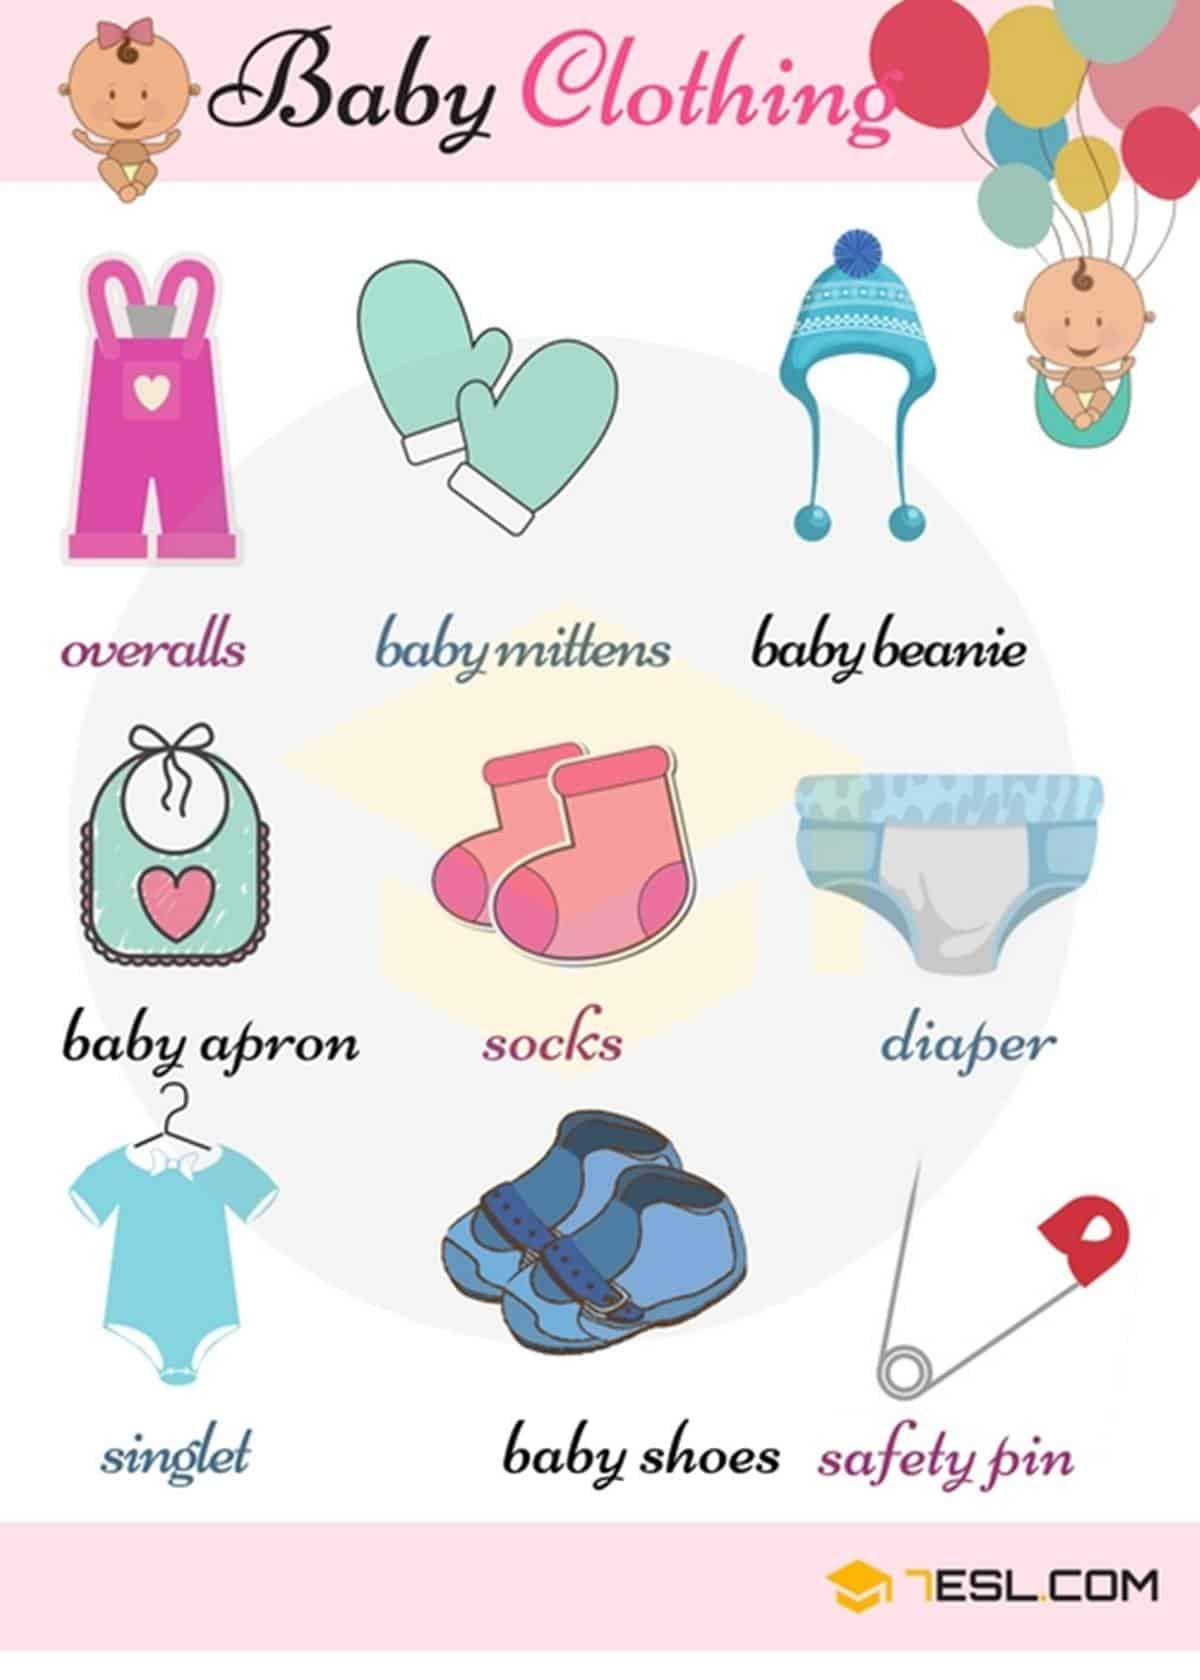 Baby Clothing
overalls
baby mittens
baby beanie
baby apron
socks
diaper
singlet
baby shoes
safety pin
7ESL.COM